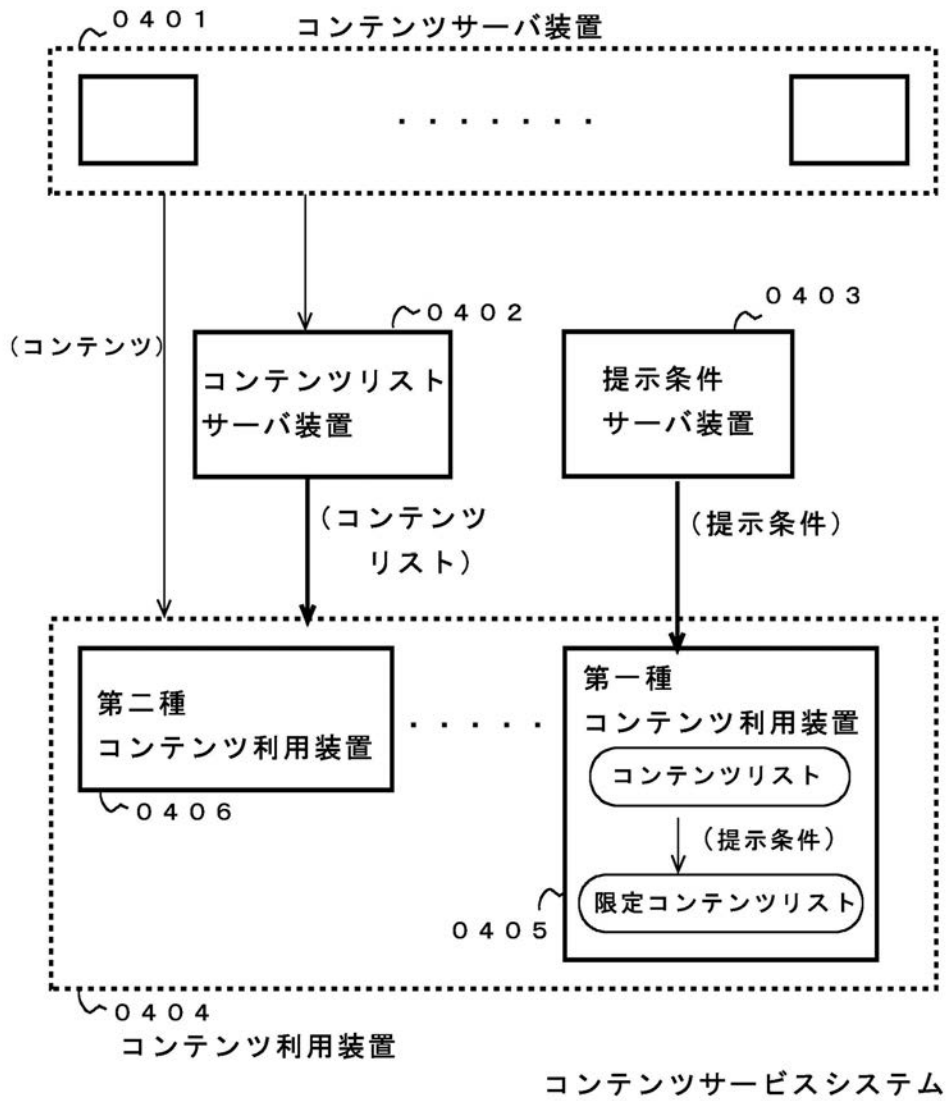 ０４０１
コンテンツサーバ装置
・・・・・・・
０４０２
０４０３
（コンテンツ）
コンテンツリスト
サーバ装置
提示条件
サーバ装置
（コンテンツ
リスト）
（提示条件）
第二種
コンテンツ利用装置
・・・・・
第一種
コンテンツ利用装置
コンテンツリスト
０４０６
（提示条件）
限定コンテンツリスト
０４０５
０４０４
コンテンツ利用装置
コンテンツサービスシステム